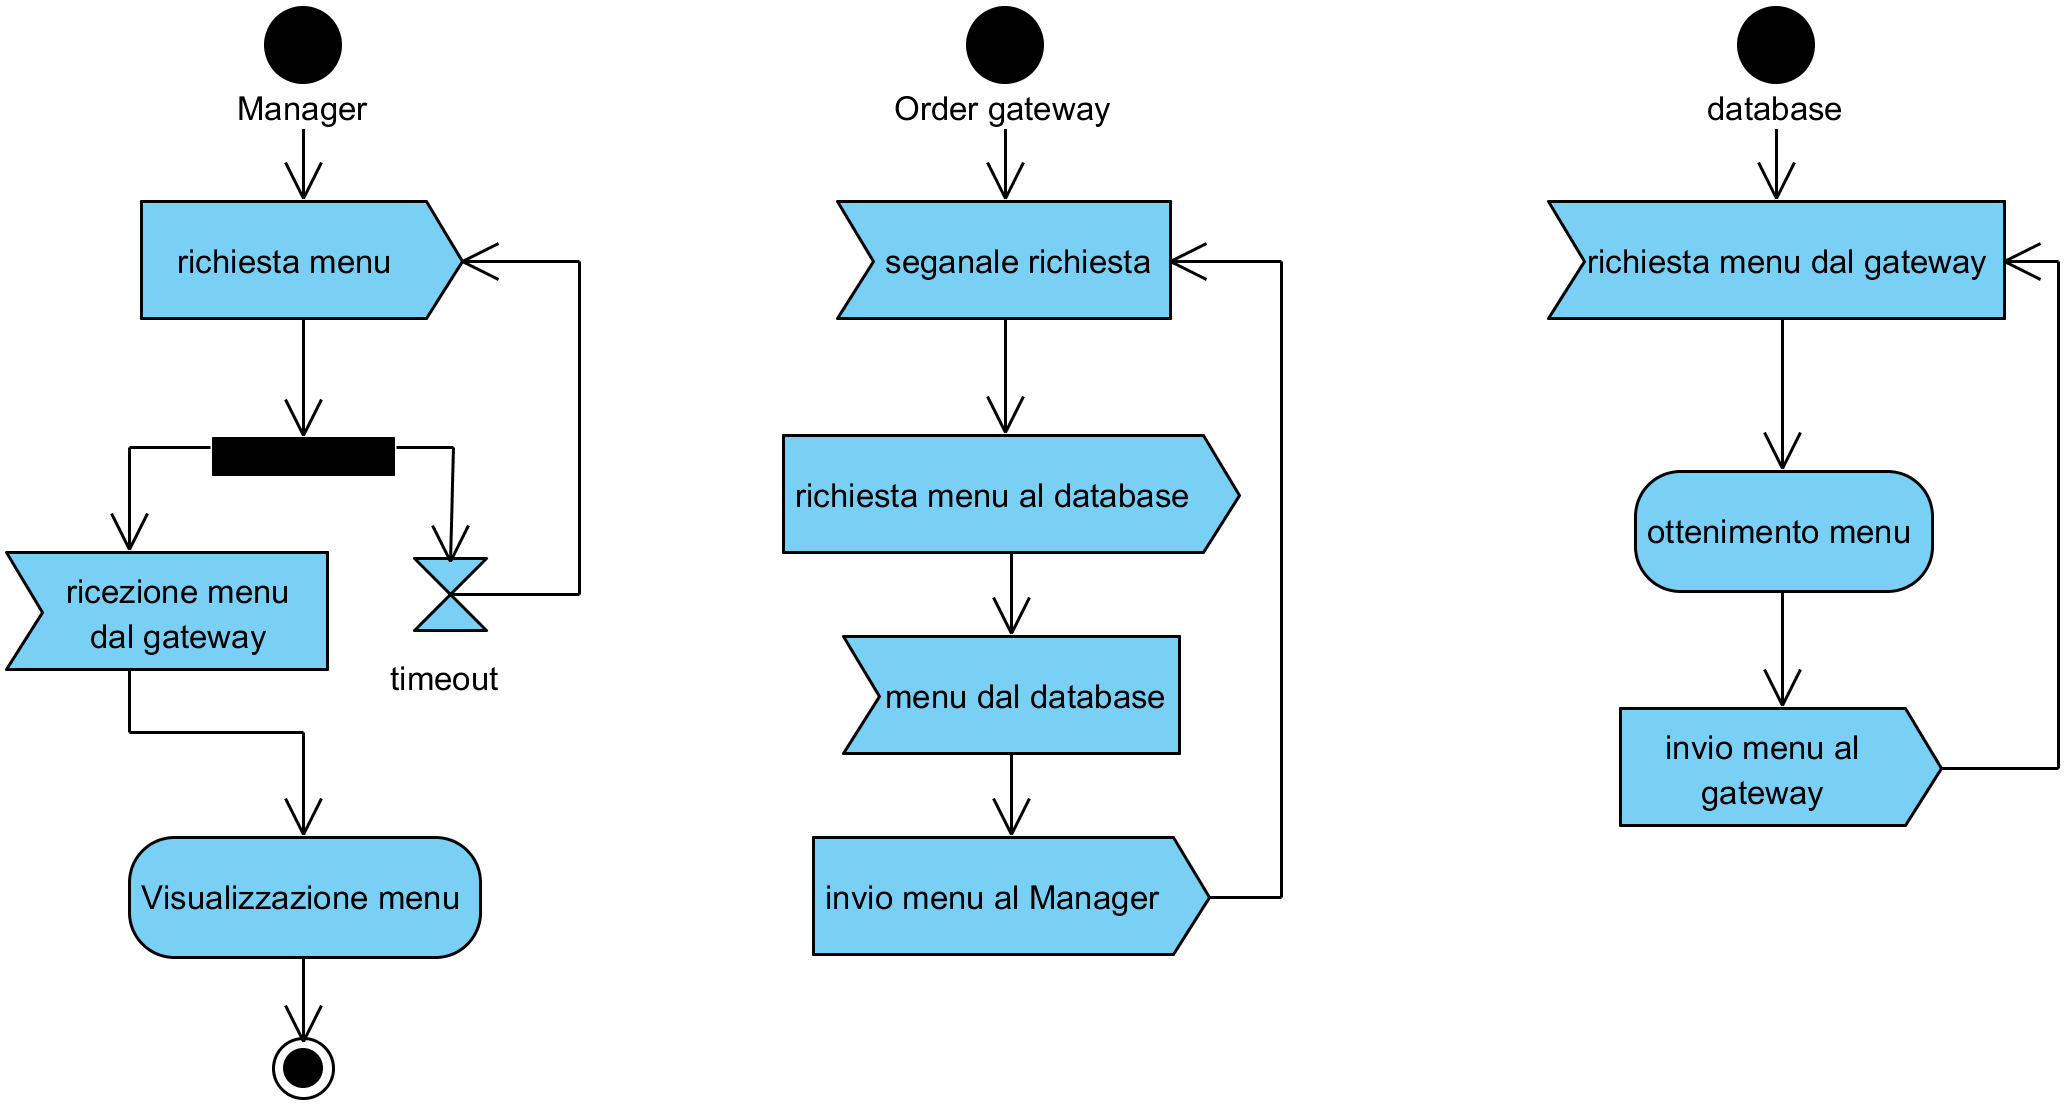 Manager
richiesta menu
ricezione menu
dal gateway
timeout
Visualizzazione menu
Order gateway
seganale richiesta
richiesta menu al database
menu dal database
invio menu al Manager
database
richiesta menu dal gateway
ottenimento menu
invio menu al
gateway